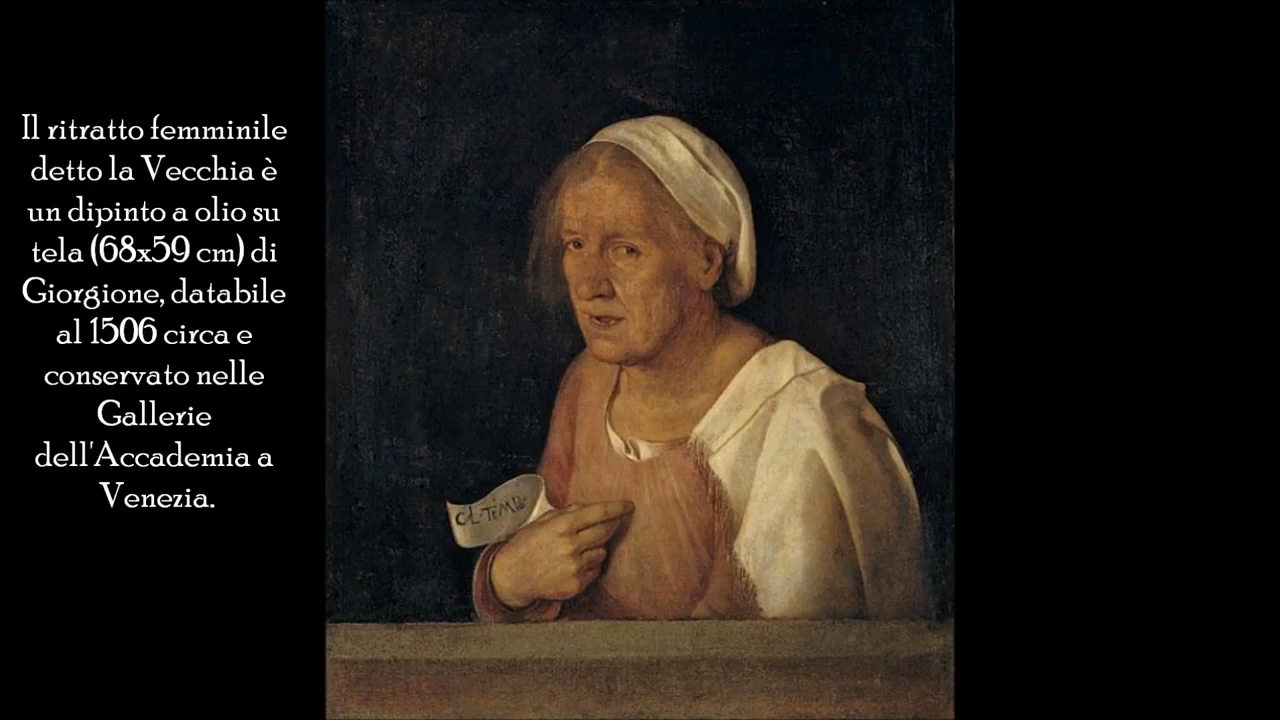 Il ritratto femminile
detto la Vecchia è
un dipinto a olio su
tela (68x59 cm) di
Giorgione, databile
al 1506 circa e
conservato nelle
Gallerie
dell'Accademia a
Venezia.
COL·TEMPO